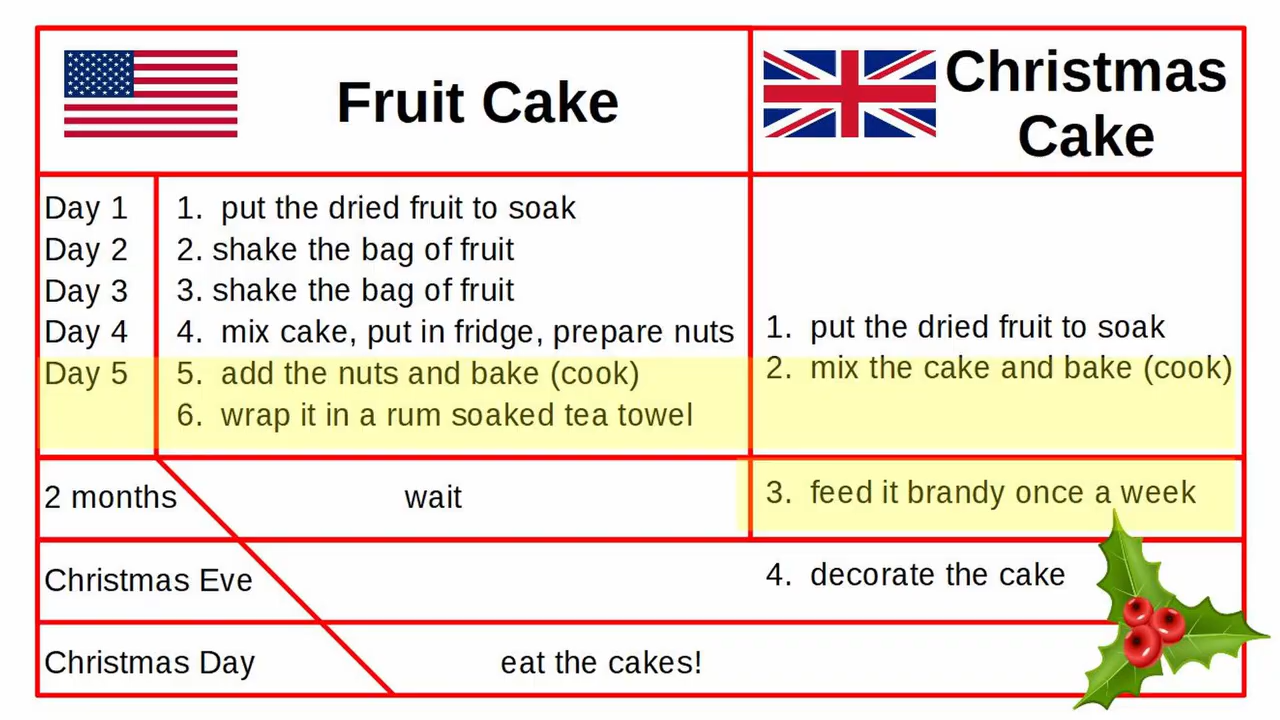 Fruit Cake
Christmas
Cake
Day 1
1. put the dried fruit to soak
Day 2
2. shake the bag of fruit
Day 3
3. shake the bag of fruit
Day 4
4. mix cake, put in fridge, prepare nuts
1. put the dried fruit to soak
Day 5
5. add the nuts and bake (cook)
2. mix the cake and bake (cook)
6. wrap it in a rum soaked tea towel
2 months
wait
3. feed it brandy once a week
Christmas Eve
4. decorate the cake
Christmas Day
eat the cakes!